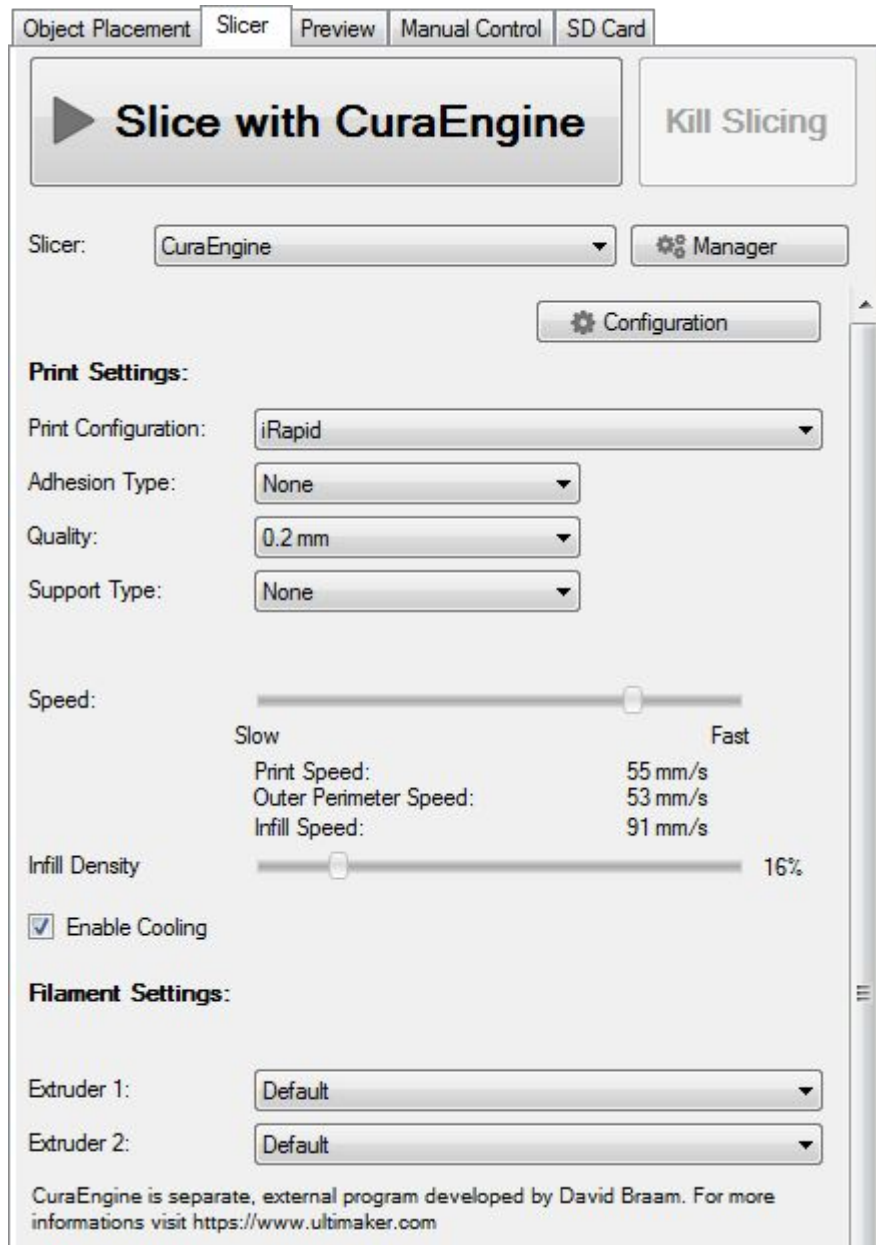 Object Placement Slicer Preview Manual Control SD Card
Slice with CuraEngine Kill Slicing
Slicer: CuraEngine Manager
Configuration
Print Settings:
Print Configuration: iRapid
Adhesion Type: None
Quality: 0.2 mm
Support Type: None
Speed:
Slow Fast
Print Speed: 55 mm/s
Outer Perimeter Speed: 53 mm/s
Infill Speed: 91 mm/s
Infill Density 16%
Enable Cooling
Filament Settings:
Extruder 1: Default
Extruder 2: Default
CuraEngine is separate, external program developed by David Braam. For more
informations visit https://www.ultimaker.com